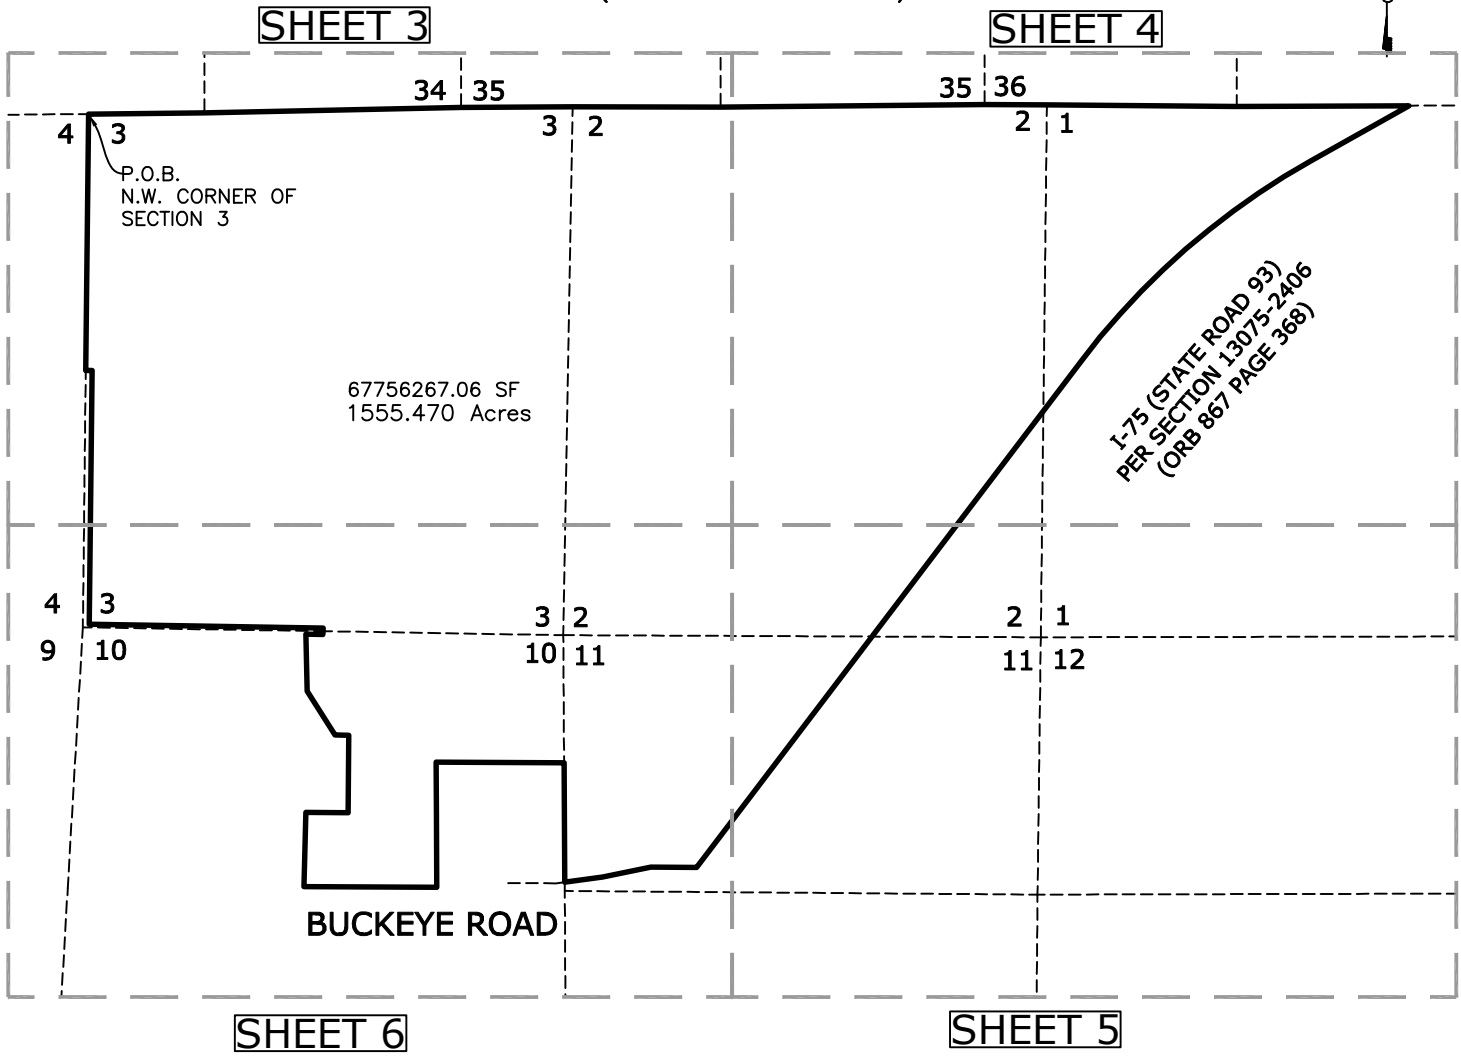 SHEET 3
SHEET 4
34 35
35 36
4 3
3 2
2 1
P.O.B.
N.W. CORNER OF
SECTION 3
I-75 (STATE ROAD 93)
PER SECTION 13075-2406
(ORB 867 PAGE 368)
67756267.06 SF
1555.470 Acres
4 3
3 2
2 1
9 10
10 11
11 12
BUCKEYE ROAD
SHEET 6
SHEET 5